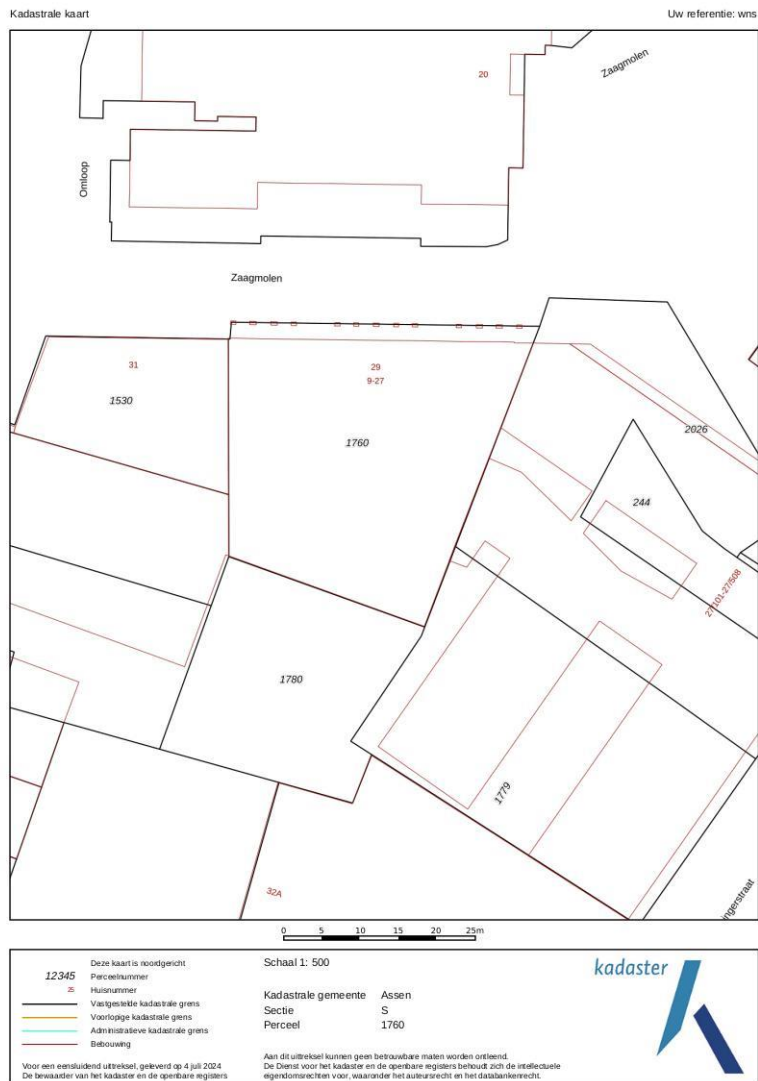 Kadastrale kaart
Uw referentie: wns
20
Zaagmolen
Omloop
Zaagmolen
31
29
9-27
1530
1760
2026
244
27/101-27/508
1780
1779
32A
ingerstraat
0 5 10 15 20 25m
12345
25
Deze kaart is noordgericht
Perceelnummer
Huisnummer
Vastgestelde kadastrale grens
Voorlopige kadastrale grens
Administratieve kadastrale grens
Bebouwing
Voor een eensluidend uittreksel, geleverd op 4 juli 2024
De bewaarder van het kadaster en de openbare registers
Schaal 1: 500
Kadastrale gemeente Assen
Sectie S
Perceel 1760
Aan dit uittreksel kunnen geen betrouwbare maten worden ontleend.
De Dienst voor het kadaster en de openbare registers behoudt zich de intellectuele
eigendomsrechten voor, waaronder het auteursrecht en het databankenrecht.
kadaster